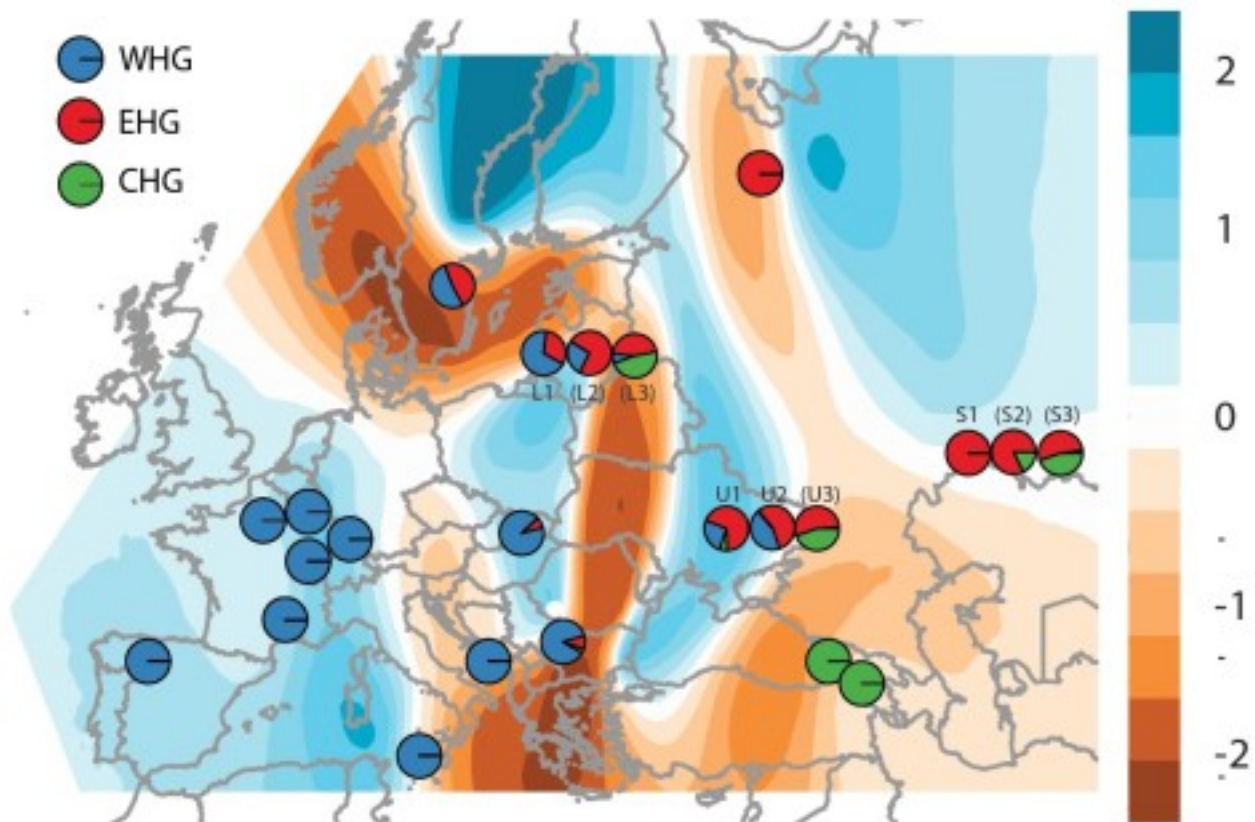 WHG
EHG
CHG
2
1
0
-1
-2
L1 (L2) (L3)
S1 (S2) (S3)
U1 U2 (U3)